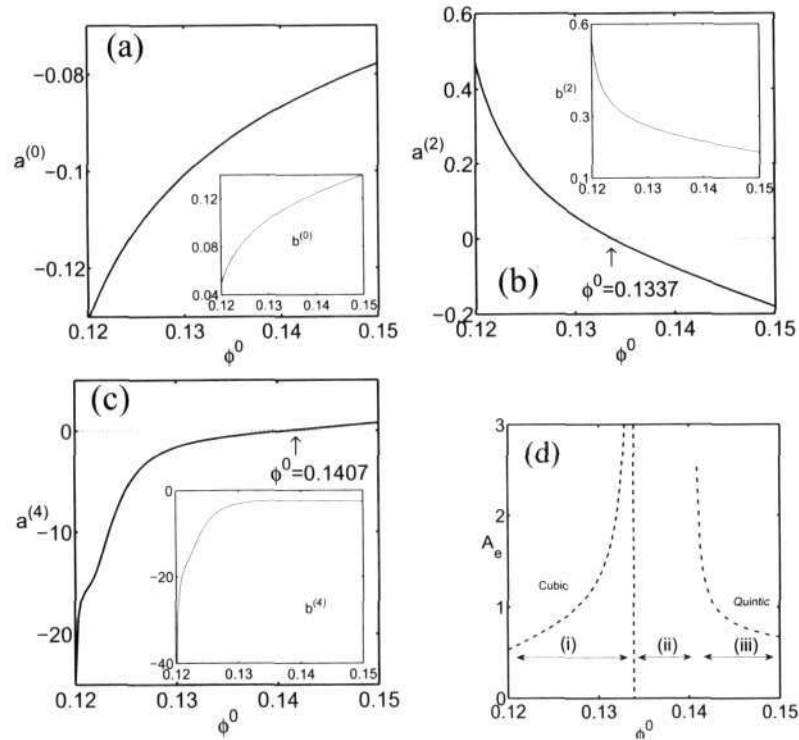 (a)
−0.08
−0.1
−0.12
a(0)
0.12
0.08
0.04
b(0)
0.12 0.13 0.14 0.15
0.12 0.13 0.14 0.15
ϕ0
0.6
0.4
0.2
0
−0.2
a(2)
0.6
0.3
0.1
b(2)
0.12 0.13 0.14 0.15
(b)
↑
ϕ0=0.1337
0.12 0.13 0.14 0.15
ϕ0
(c)
0
−10
−20
a(4)
↑
ϕ0=0.1407
0
−20
−40
b(4)
0.12 0.13 0.14 0.15
0.12 0.13 0.14 0.15
ϕ0
(d)
3
2
1
0
Ae
Cubic
Quintic
(i) (ii) (iii)
0.12 0.13 0.14 0.15
ϕ0